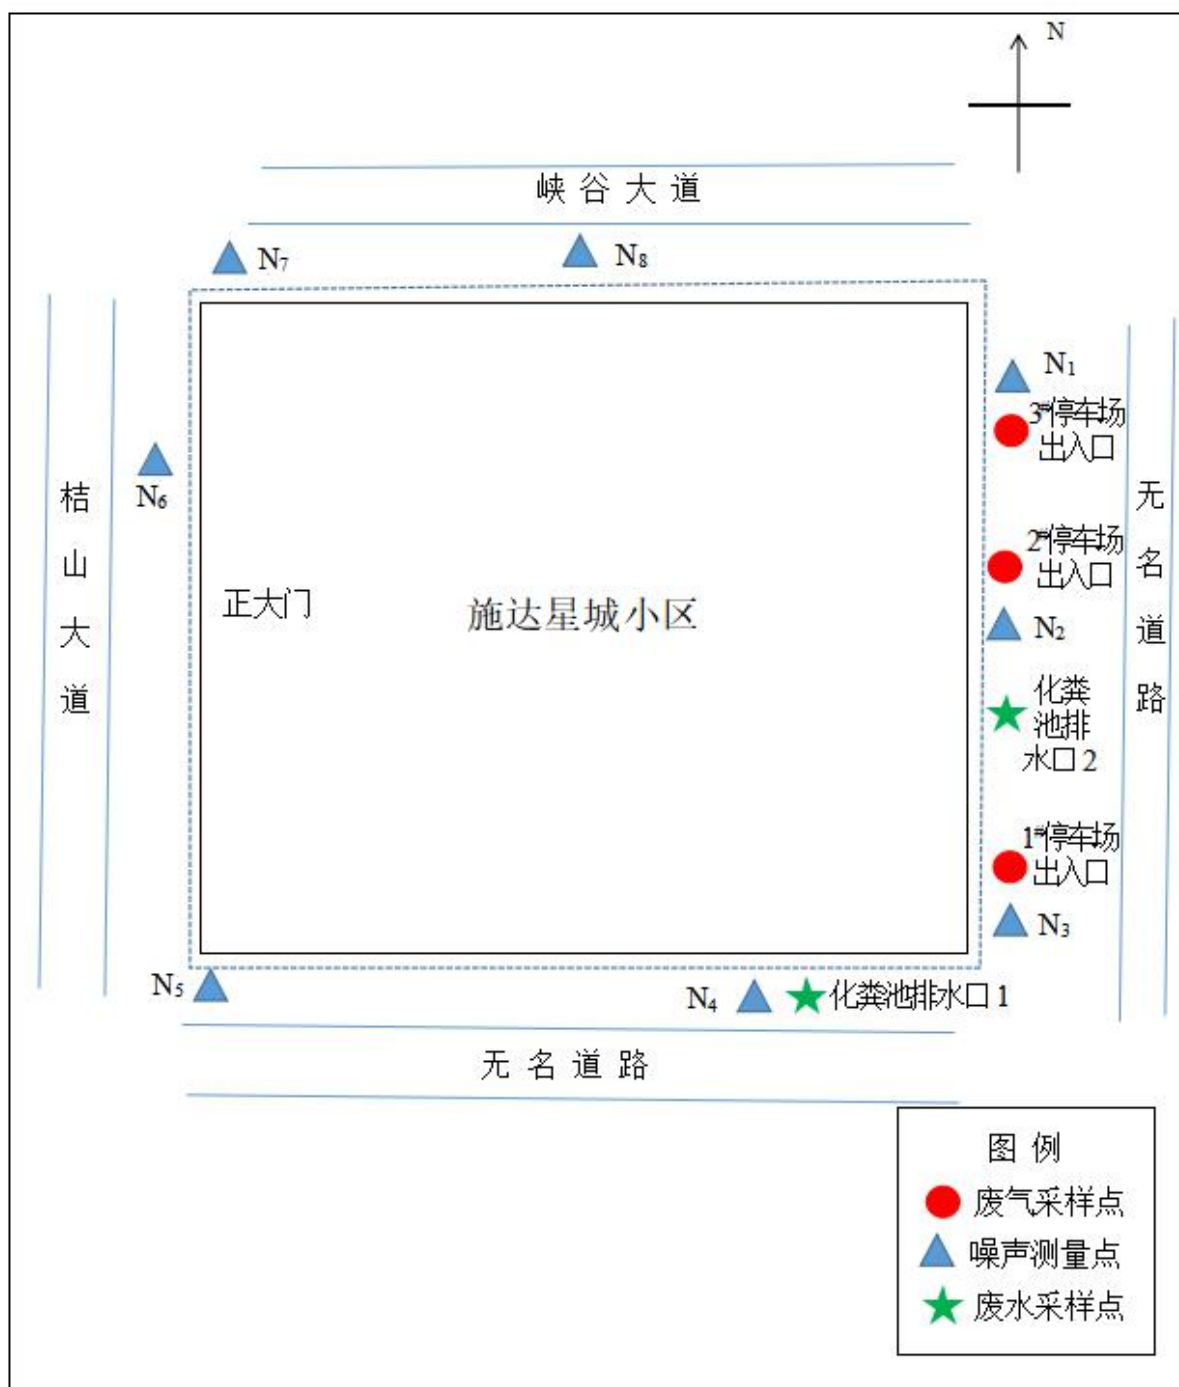 N
峡谷大道
N₇
N₈
N₁
3#停车场
出入口
N₆
桔山大道
2#停车场
出入口
无名道路
正大门
施达星城小区
N₂
化粪
池排
水口 2
1#停车场
出入口
N₃
N₅
N₄
化粪池排水口 1
无名道路
图例
废气采样点
噪声测量点
废水采样点